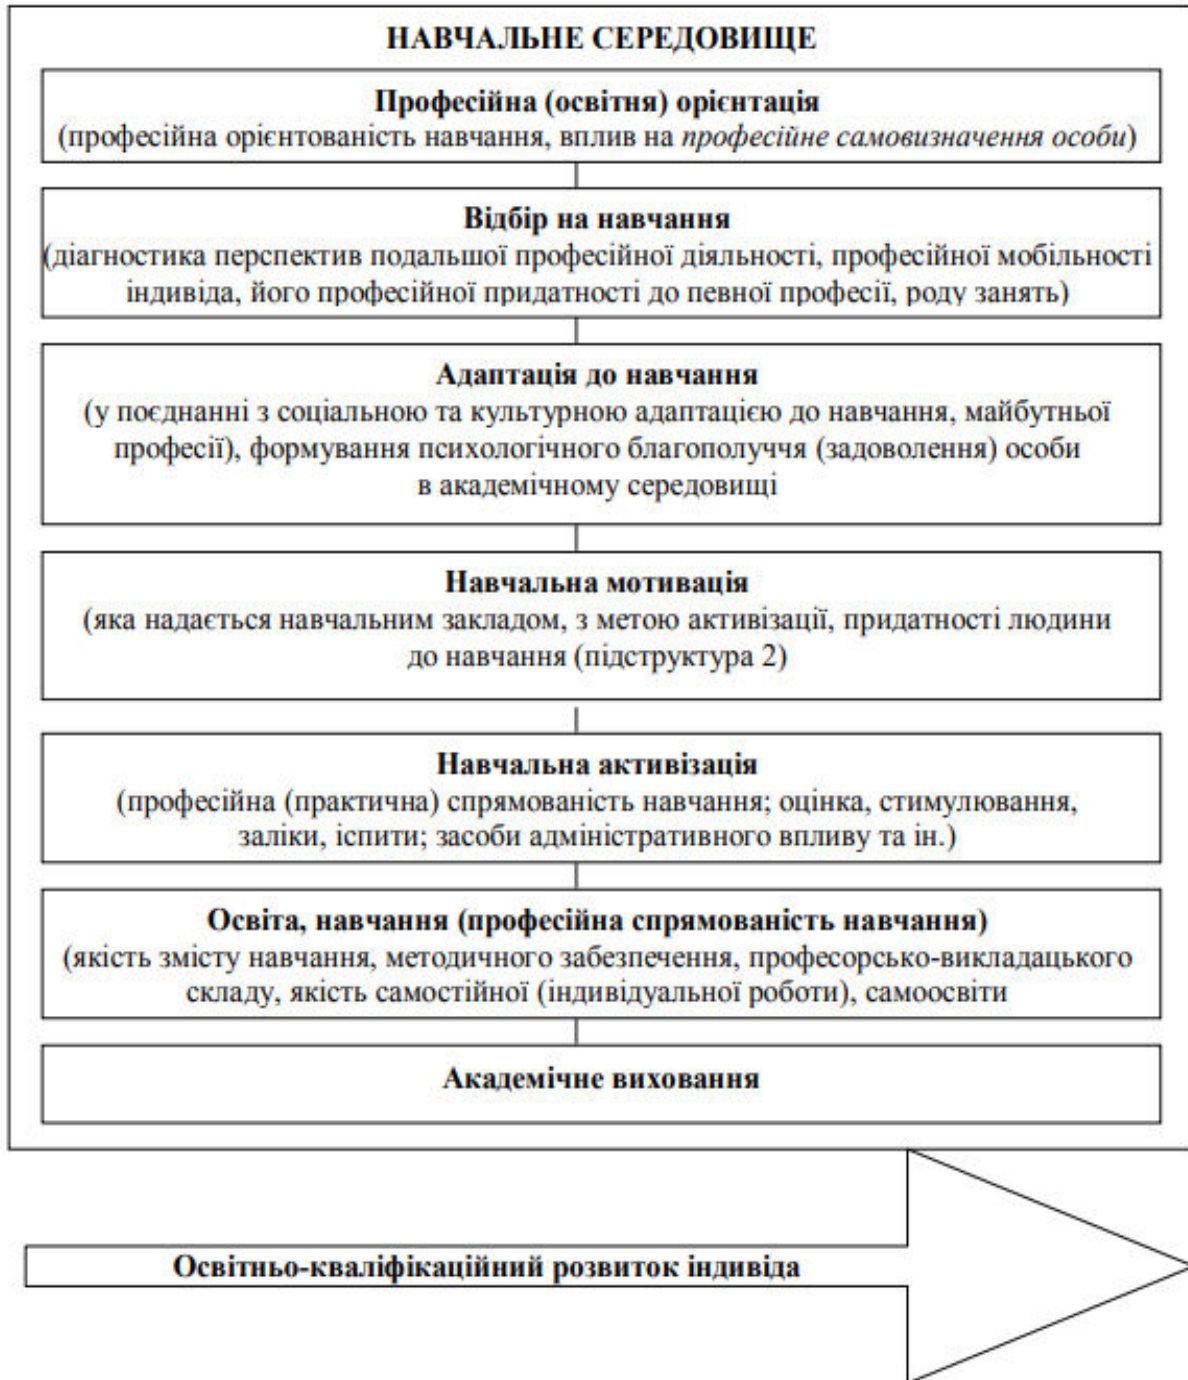 НАВЧАЛЬНЕ СЕРЕДОВИЩЕ
Професійна (освітня) орієнтація
(професійна орієнтованість навчання, вплив на професійне самовизначення особи)
Відбір на навчання
(діагностика перспектив подальшої професійної діяльності, професійної мобільності
індивіда, його професійної придатності до певної професії, роду занять)
Адаптація до навчання
(у поєднанні з соціальною та культурною адаптацією до навчання, майбутньої
професії), формування психологічного благополуччя (задоволення) особи
в академічному середовищі
Навчальна мотивація
(яка надається навчальним закладом, з метою активізації, придатності людини
до навчання (підструктура 2)
Навчальна активізація
(професійна (практична) спрямованість навчання; оцінка, стимулювання,
заліки, іспити; засоби адміністративного впливу та ін.)
Освіта, навчання (професійна спрямованість навчання)
(якість змісту навчання, методичного забезпечення, професорсько-викладацького
складу, якість самостійної (індивідуальної роботи), самоосвіти
Академічне виховання
Освітньо-кваліфікаційний розвиток індивіда